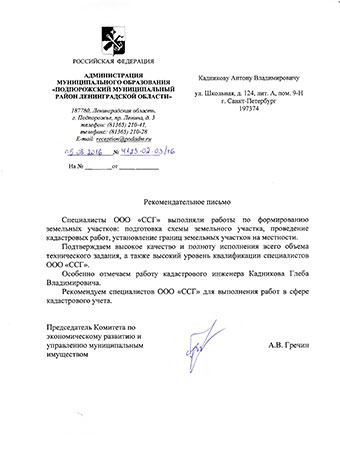 РОССИЙСКАЯ ФЕДЕРАЦИЯ
АДМИНИСТРАЦИЯ
МУНИЦИПАЛЬНОГО ОБРАЗОВАНИЯ
«ПОДПОРОЖСКИЙ МУНИЦИПАЛЬНЫЙ
РАЙОН ЛЕНИНГРАДСКОЙ ОБЛАСТИ»
187780, Ленинградская область,
г. Подпорожье, пр. Ленина, д. 3
телефон: (81365) 210-41,
телефакс: (81365) 210-28
E-mail: reception@podadm.ru
05.08.2016 № 4123-02-03/16
На № от
Кадникову Антону Владимировичу
ул. Школьная, д. 124, лит. А, пом. 9-Н
г. Санкт-Петербург
197374
Рекомендательное письмо
Специалисты ООО «ССГ» выполняли работы по формированию
земельных участков: подготовка схемы земельного участка, проведение
кадастровых работ, установление границ земельных участков на местности.
Подтверждаем высокое качество и полноту исполнения всего объема
технического задания, а также высокий уровень квалификации специалистов
ООО «ССГ».
Особенно отмечаем работу кадастрового инженера Кадникова Глеба
Владимировича.
Рекомендуем специалистов ООО «ССГ» для выполнения работ в сфере
кадастрового учета.
Председатель Комитета по
экономическому развитию и
управлению муниципальным
имуществом
А.В. Гречин